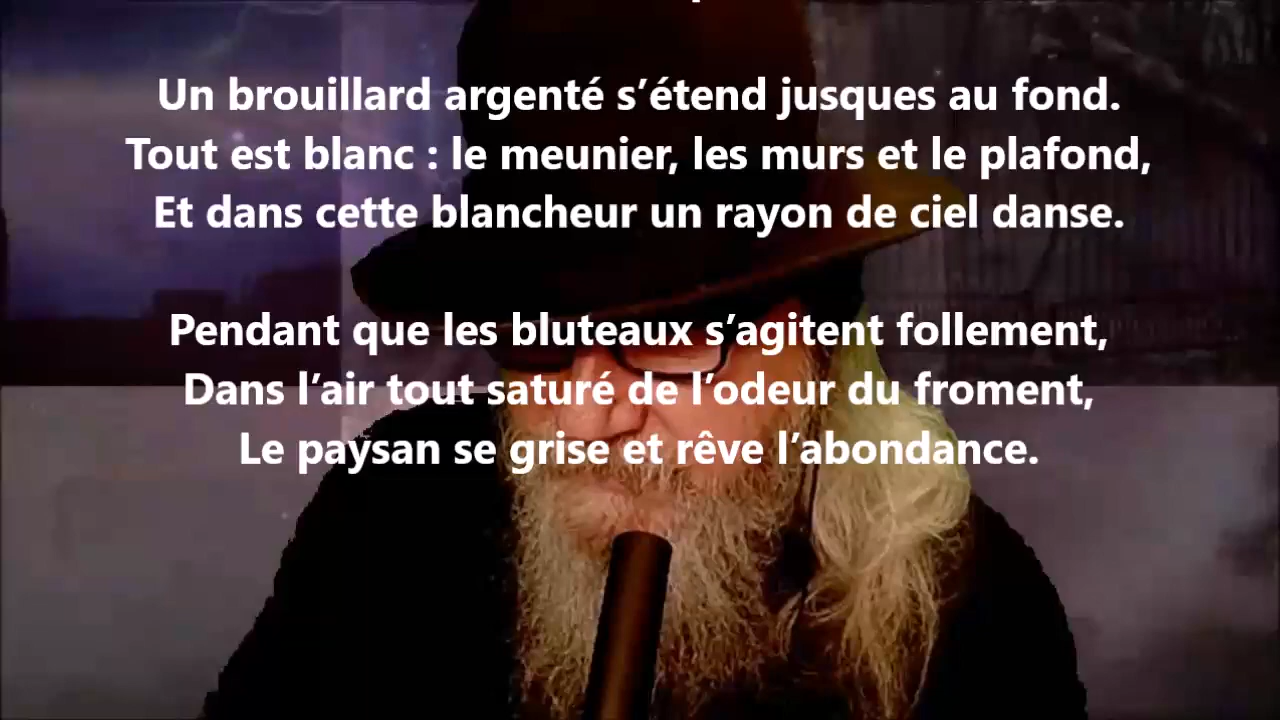 Un brouillard argenté s’étend jusques au fond.
Tout est blanc : le meunier, les murs et le plafond,
Et dans cette blancheur un rayon de ciel danse.
Pendant que les bluteaux s’agitent follement,
Dans l’air tout saturé de l’odeur du froment,
Le paysan se grise et rêve l’abondance.